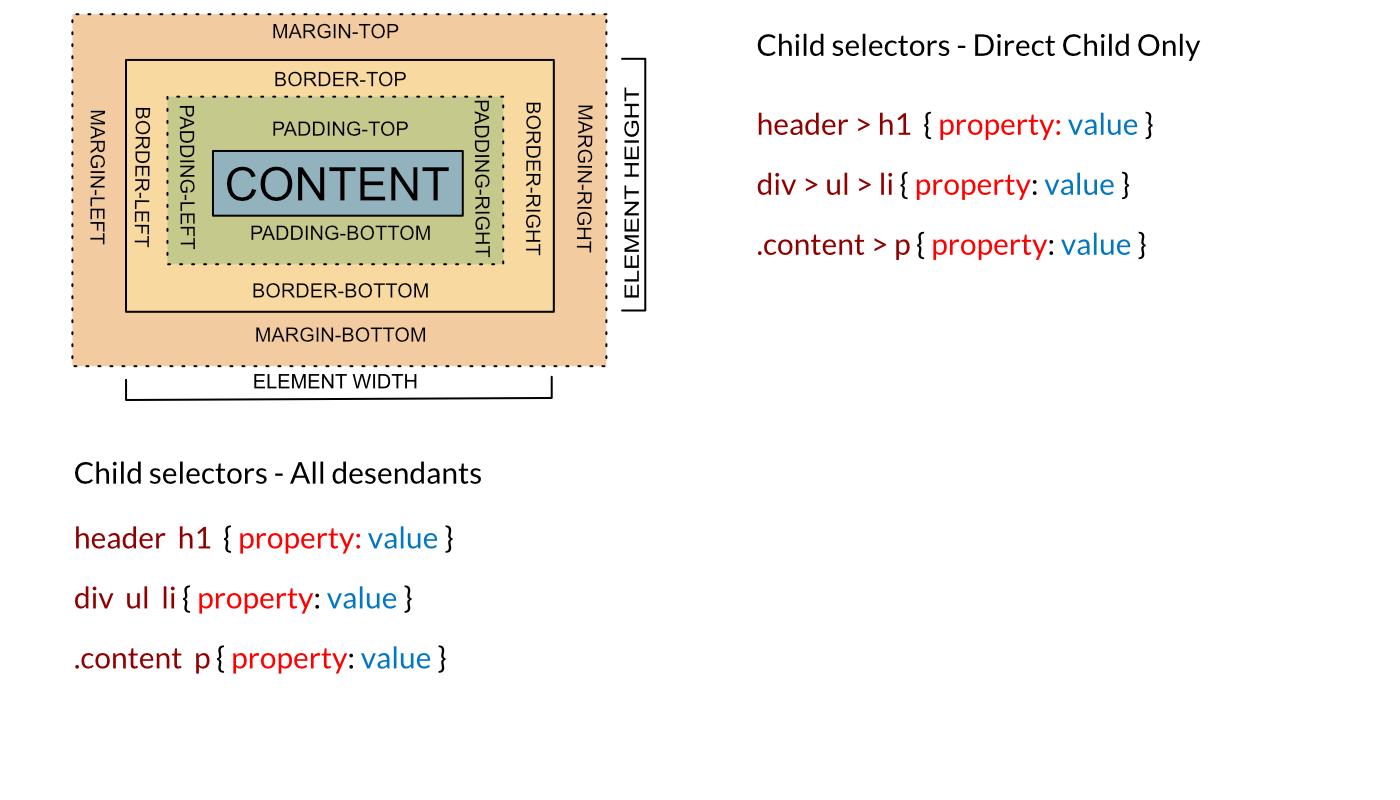 MARGIN-TOP
BORDER-TOP
PADDING-TOP
MARGIN-LEFT
BORDER-LEFT
PADDING-LEFT
CONTENT
PADDING-RIGHT
BORDER-RIGHT
MARGIN-RIGHT
ELEMENT HEIGHT
PADDING-BOTTOM
BORDER-BOTTOM
MARGIN-BOTTOM
ELEMENT WIDTH
Child selectors - All desendants
header h1 { property: value }
div ul li { property: value }
.content p { property: value }
Child selectors - Direct Child Only
header > h1 { property: value }
div > ul > li { property: value }
.content > p { property: value }